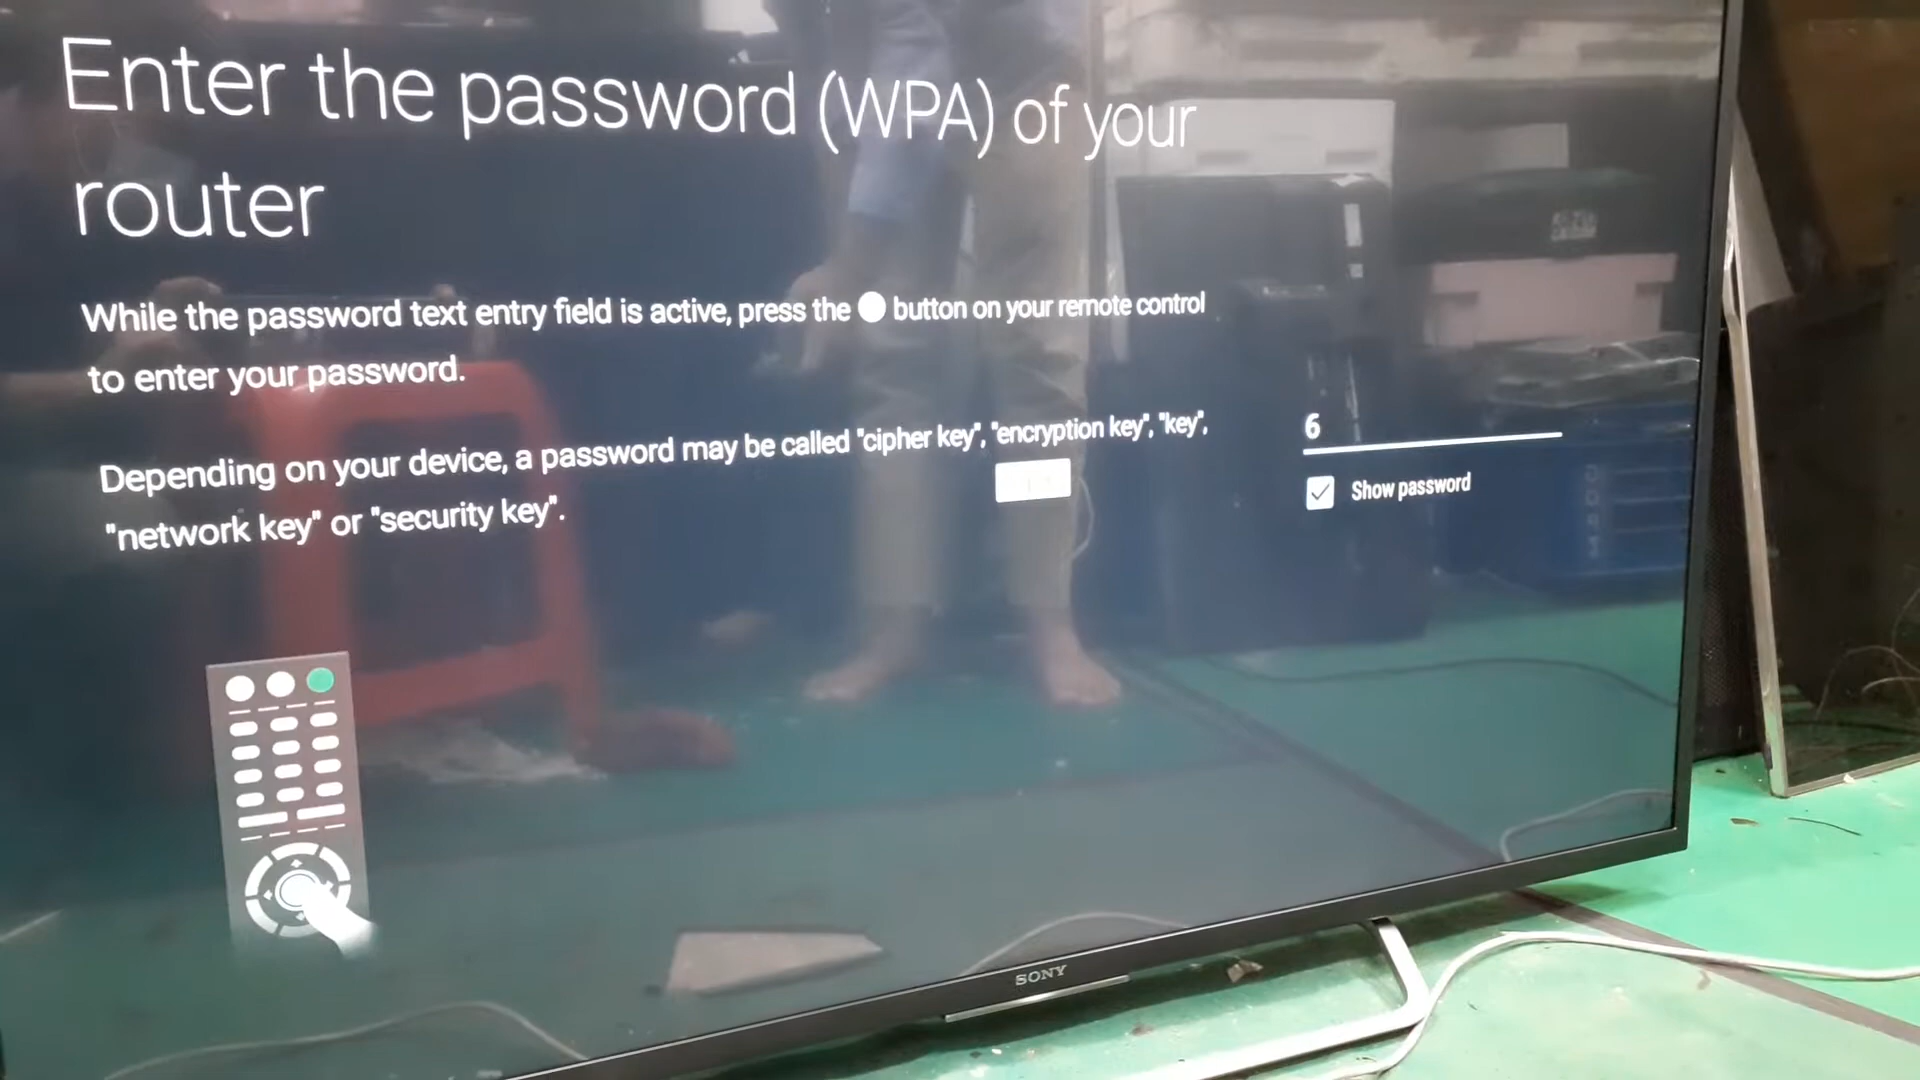 Enter the password (WPA) of your
router
While the password text entry field is active, press the button on your remote control
to enter your password.
Depending on your device, a password may be called "cipher key", "encryption key", "key",
"network key" or "security key".
6
Show password
SONY